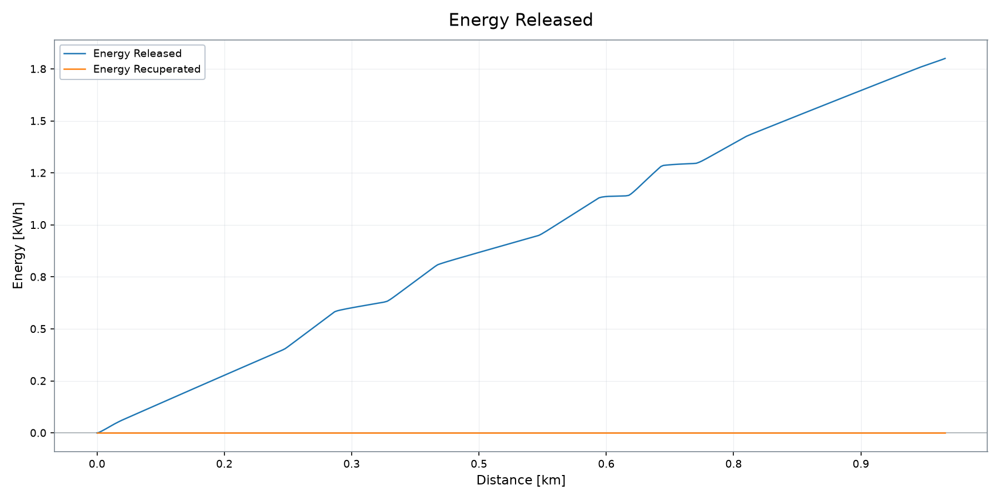 Energy Released
Energy Released
Energy Recuperated
Energy [kWh]
1.8
1.5
1.2
1.0
0.8
0.5
0.2
0.0
0.0 0.2 0.3 0.5 0.6 0.8 0.9
Distance [km]